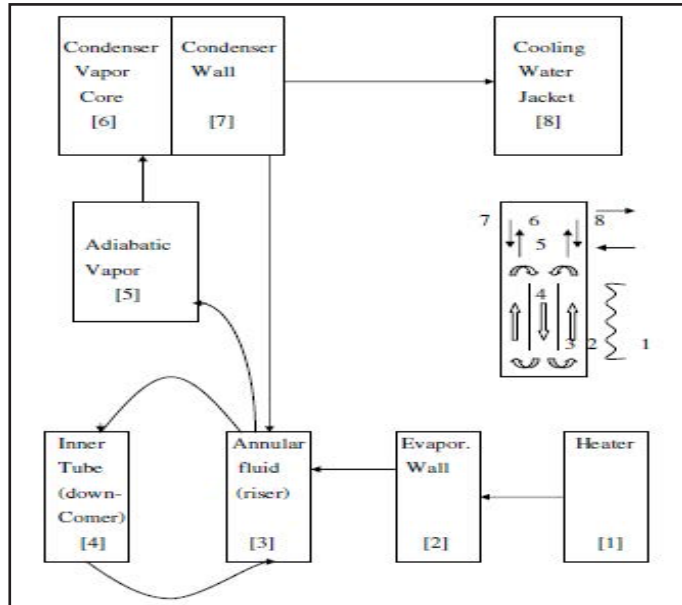 Condenser
Vapor
Core
[6]
Condenser
Wall
[7]
Cooling
Water
Jacket
[8]
Adiabatic
Vapor
[5]
7 6 8
5
4
3 2 1
Inner
Tube
(down-
Comer)
[4]
Annular
fluid
(riser)
[3]
Evapor.
Wall
[2]
Heater
[1]